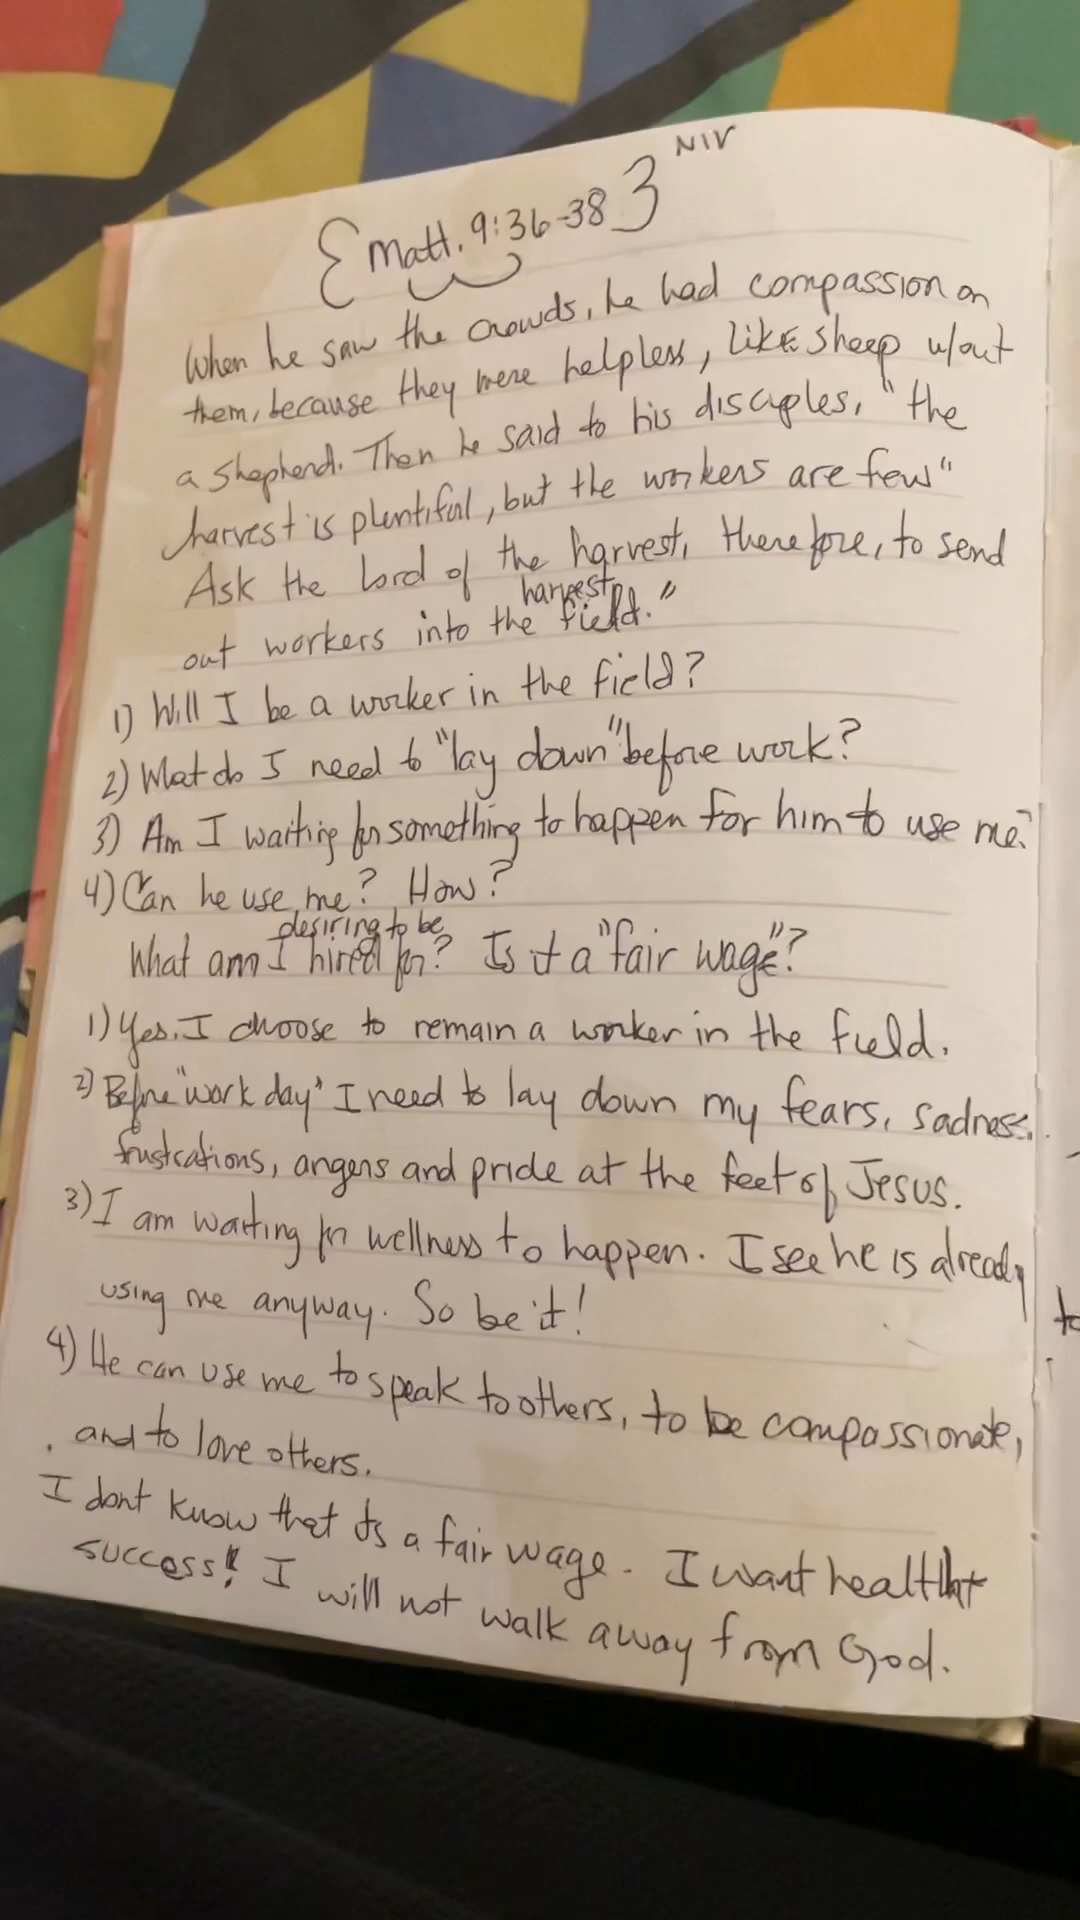 { Matt. 9:36-38 } NIV
When he saw the crowds, he had compassion on
them, because they were helpless, like sheep w/out
a shepherd. Then he said to his disciples, "the
harvest is plentiful, but the workers are few"
Ask the lord of the harvest, therefore, to send
harvest
out workers into the field."
1) Will I be a worker in the field?
2) What do I need to "lay down" before work?
3) Am I waiting for something to happen for him to use me?
4) Can he use me? How?
desiring to be
What am I hired for? Is it a "fair wage"?
1) Yes. I choose to remain a worker in the field.
2) Before "work day" I need to lay down my fears, sadness,
frustrations, angers and pride at the feet of Jesus.
3) I am waiting for wellness to happen. I see he is already
using me anyway. So be it!
to
4) He can use me to speak to others, to be compassionate,
and to love others.
I dont know that its a fair wage. I want health +
success! I will not walk away from God.